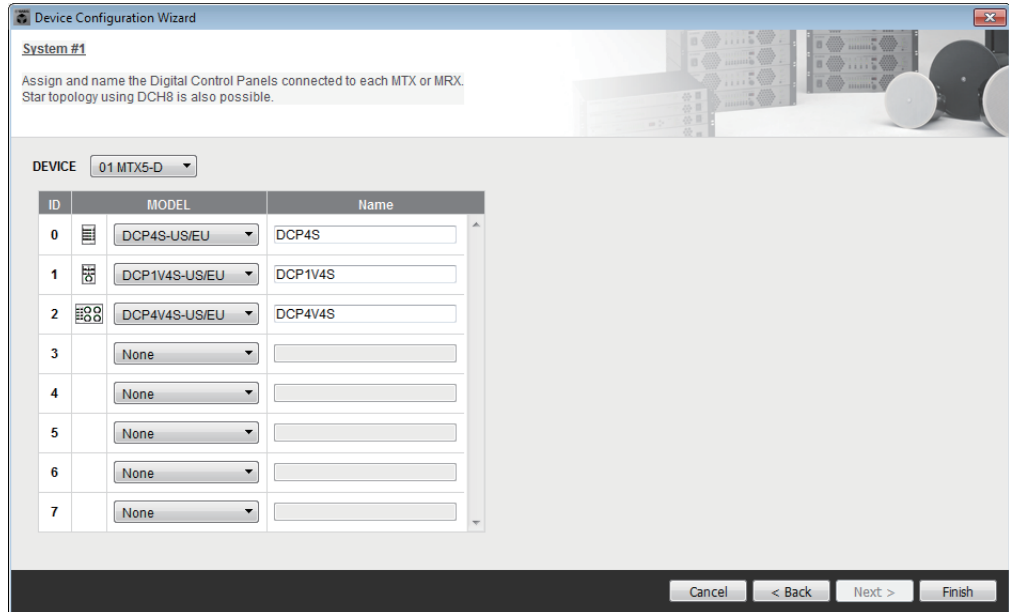 Device Configuration Wizard
System #1
Assign and name the Digital Control Panels connected to each MTX or MRX.
Star topology using DCH8 is also possible.
DEVICE 01 MTX5-D
ID MODEL Name
0 DCP4S-US/EU DCP4S
1 DCP1V4S-US/EU DCP1V4S
2 DCP4V4S-US/EU DCP4V4S
3 None
4 None
5 None
6 None
7 None
Cancel < Back Next > Finish